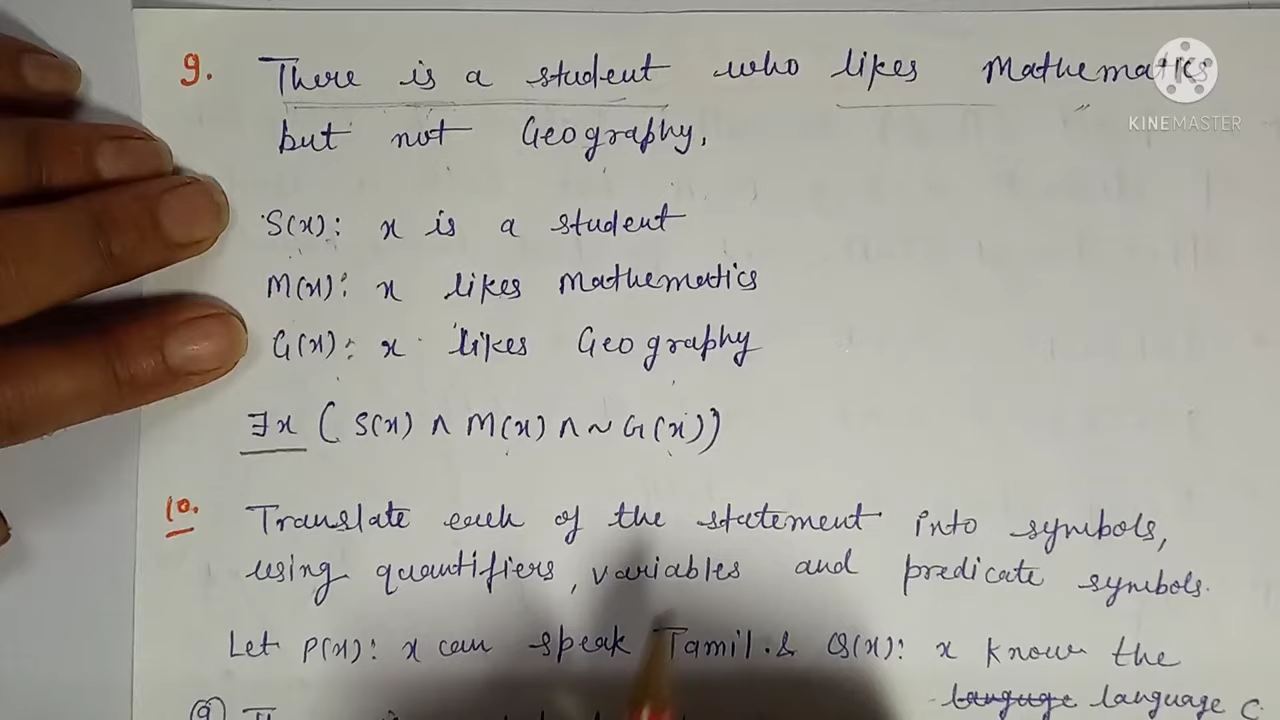 9. There is a student who likes Mathematics
but not Geography.
KINEMASTER
S(x): x is a student
M(x): x likes Mathematics
G(x): x likes Geography
∃x ( S(x) ∧ M(x) ∧ ~ G(x))
10. Translate each of the statement into symbols,
using quantifiers, variables and predicate symbols.
Let P(x): x can speak Tamil. & Q(x): x know the
languge language C.
(a)